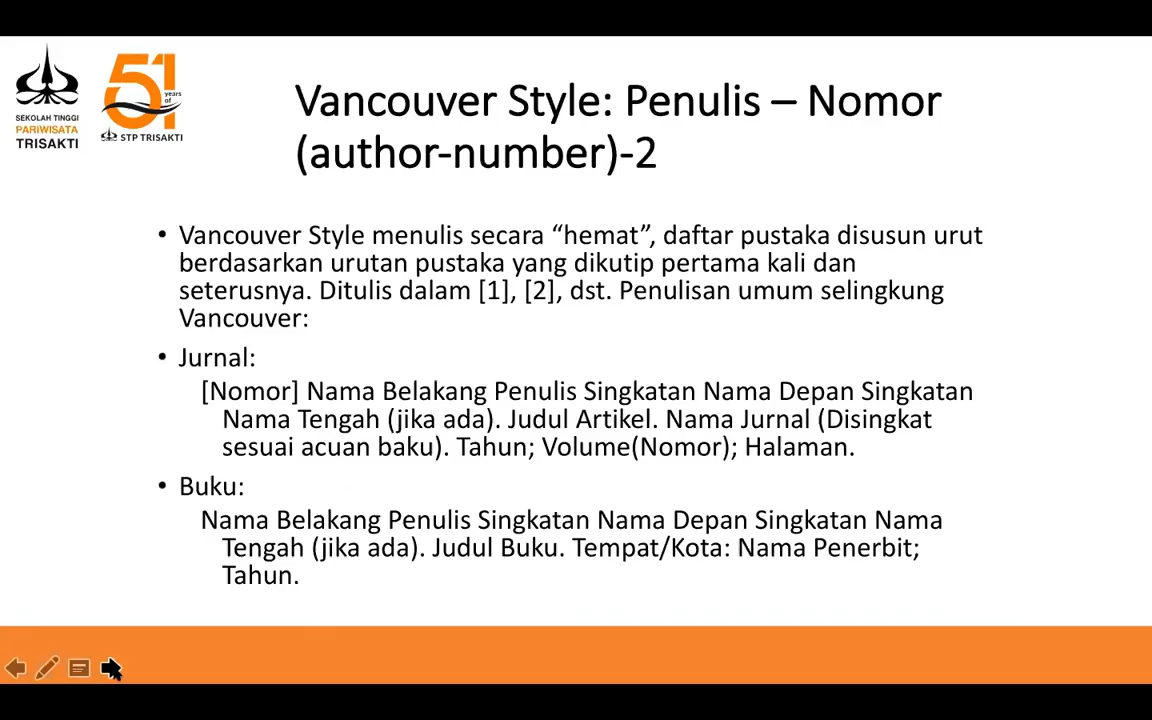 SEKOLAH TINGGI
PARIWISATA
TRISAKTI
51
years
of
STP TRISAKTI
Vancouver Style: Penulis – Nomor
(author-number)-2
• Vancouver Style menulis secara “hemat”, daftar pustaka disusun urut
berdasarkan urutan pustaka yang dikutip pertama kali dan
seterusnya. Ditulis dalam [1], [2], dst. Penulisan umum selingkung
Vancouver:
• Jurnal:
[Nomor] Nama Belakang Penulis Singkatan Nama Depan Singkatan
Nama Tengah (jika ada). Judul Artikel. Nama Jurnal (Disingkat
sesuai acuan baku). Tahun; Volume(Nomor); Halaman.
• Buku:
Nama Belakang Penulis Singkatan Nama Depan Singkatan Nama
Tengah (jika ada). Judul Buku. Tempat/Kota: Nama Penerbit;
Tahun.